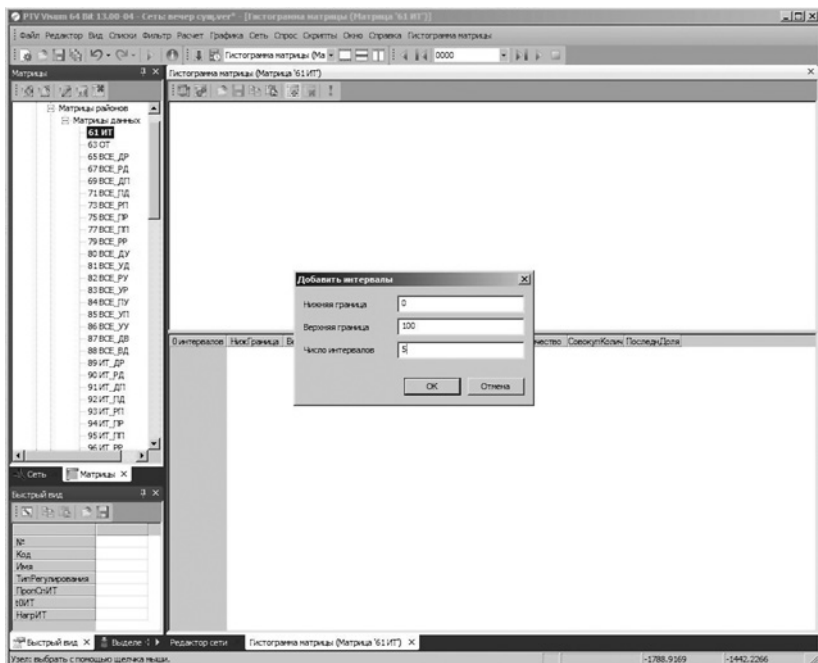 PTV Visum 64 Bit 13.00-04 - Сеть: вечер сущ.ver* - [Гистограмма матрицы (Матрица '61 ИТ')]
Файл Редактор Вид Списки Фильтр Расчет Графика Сеть Спрос Скрипты Окно Справка Гистограмма матрицы
Гистограмма матрицы (Ма
0000
Матрицы
Гистограмма матрицы (Матрица '61 ИТ')
Матрицы районов
Матрицы данных
61 ИТ
63 ОТ
65 ВСЕ_ДР
67 ВСЕ_РД
69 ВСЕ_ДП
71 ВСЕ_ПД
73 ВСЕ_РП
75 ВСЕ_ПР
77 ВСЕ_ПП
79 ВСЕ_РР
80 ВСЕ_ДУ
81 ВСЕ_УД
82 ВСЕ_РУ
83 ВСЕ_УР
84 ВСЕ_ПУ
85 ВСЕ_УП
86 ВСЕ_УУ
87 ВСЕ_ДВ
88 ВСЕ_ВД
89 ИТ_ДР
90 ИТ_РД
91 ИТ_ДП
92 ИТ_ПД
93 ИТ_РП
94 ИТ_ПР
95 ИТ_ПП
96 ИТ_РР
Добавить интервалы
Нижняя граница
0
Верхняя граница
100
Число интервалов
5
OK
Отмена
0 интервалов НижГраница СовокупКолич ПоследнДоля
Сеть
Матрицы
Быстрый вид
№
Код
Имя
ТипРегулирования
ПропСпИТ
t0ИТ
НагрИТ
Быстрый вид
Выделе
Редактор сети
Гистограмма матрицы (Матрица '61 ИТ')
Узел: выбрать с помощью щелчка мыши.
-1788.9169
-1442.2266